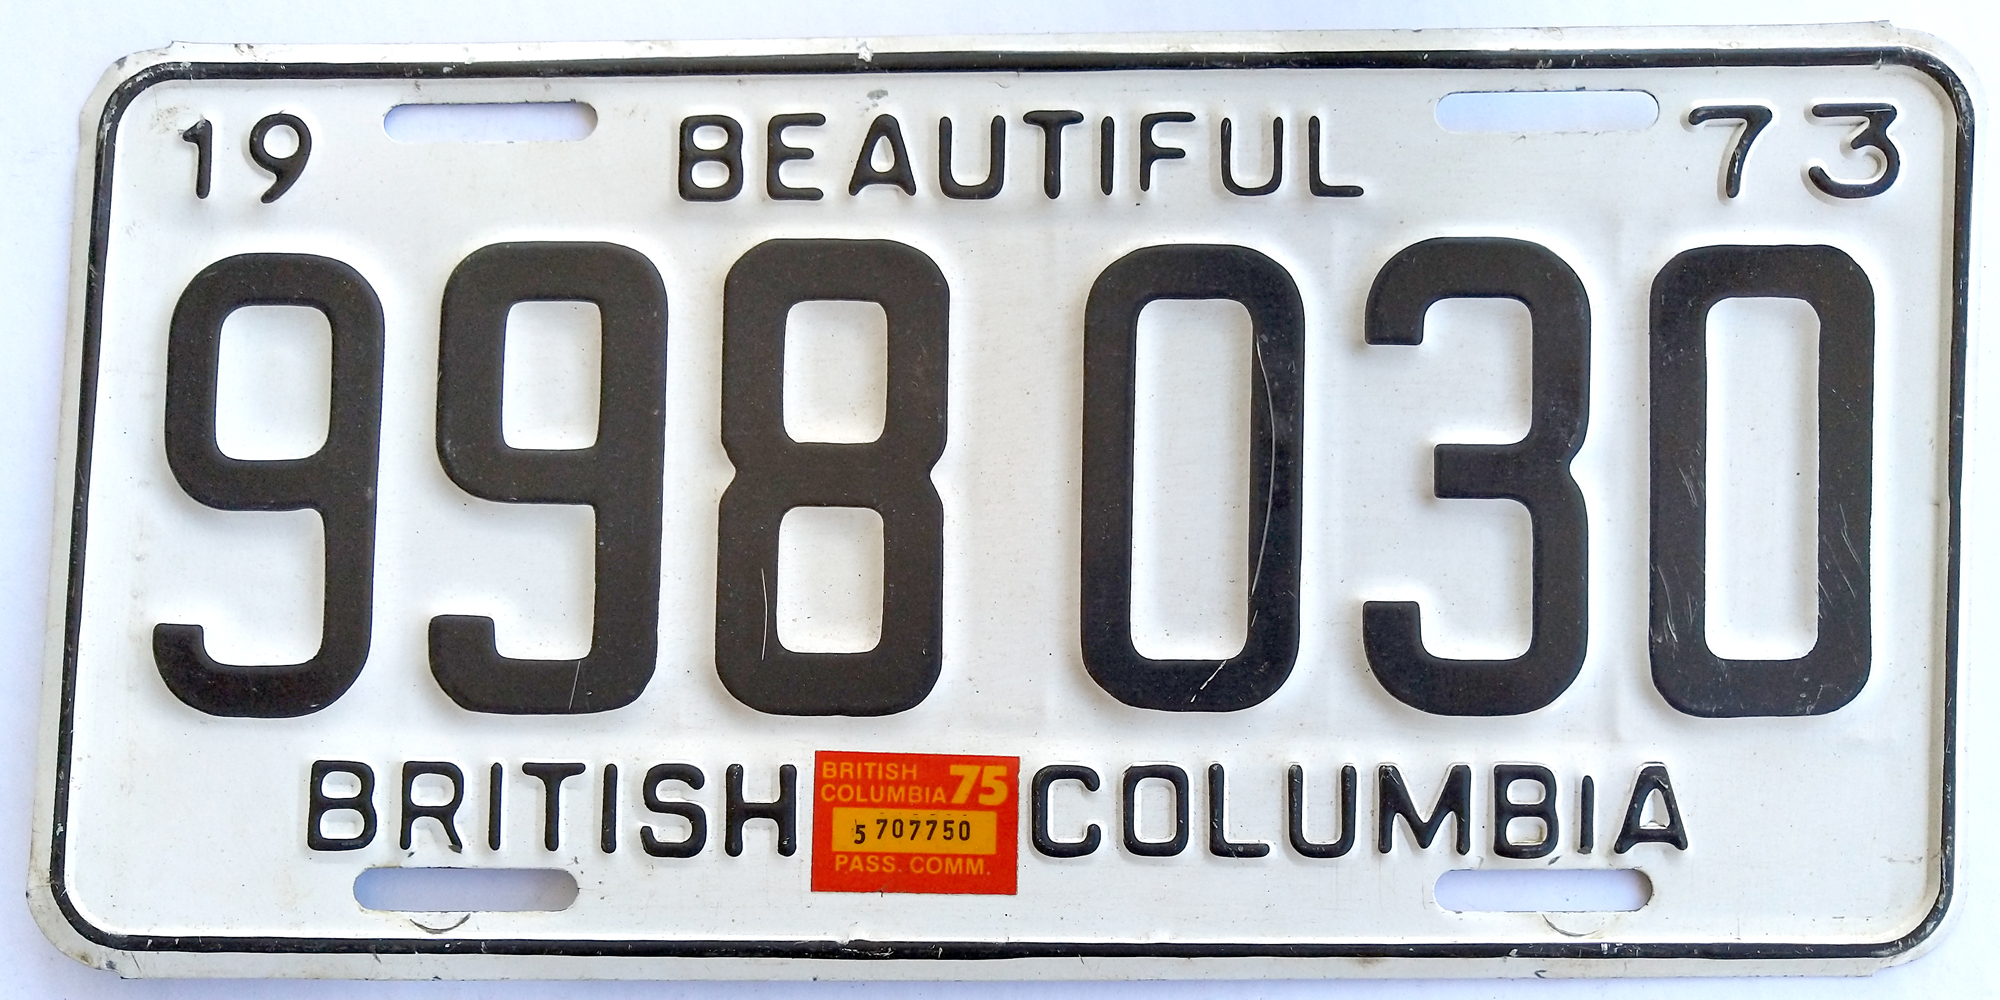 19 BEAUTIFUL 73
998 030
BRITISH COLUMBIA
BRITISH
COLUMBIA 75
5 707750
PASS. COMM.